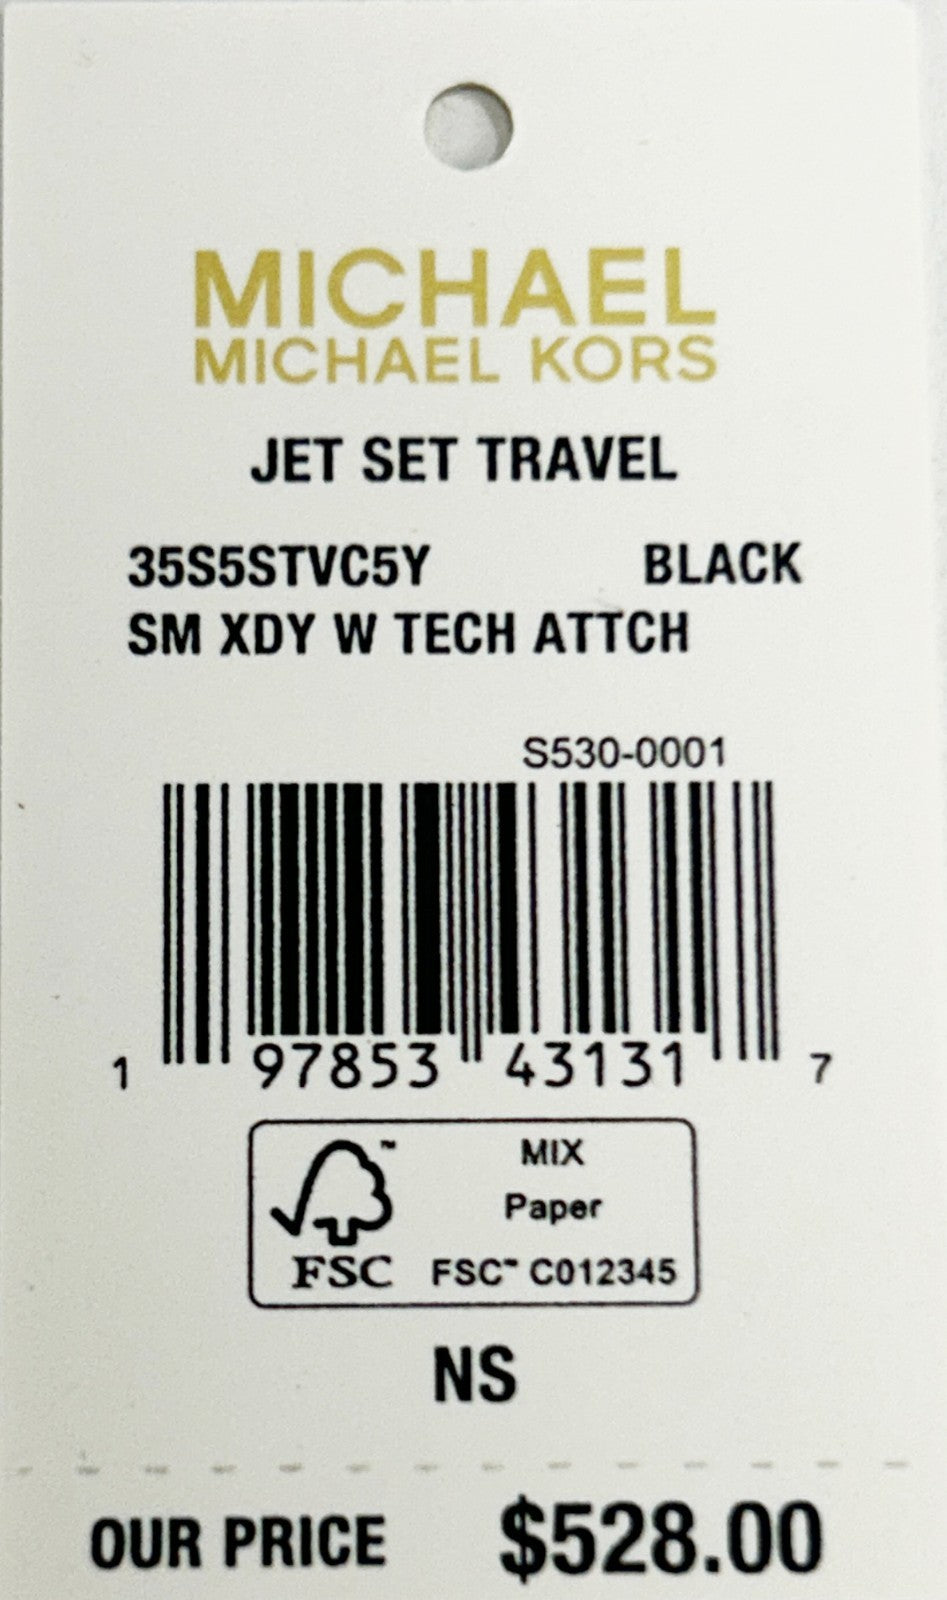 MICHAEL
MICHAEL KORS
JET SET TRAVEL
35S5STVC5Y BLACK
SM XDY W TECH ATTCH
S530-0001
1 97853 43131 7
MIX
Paper
FSC™ C012345
FSC
NS
OUR PRICE $528.00